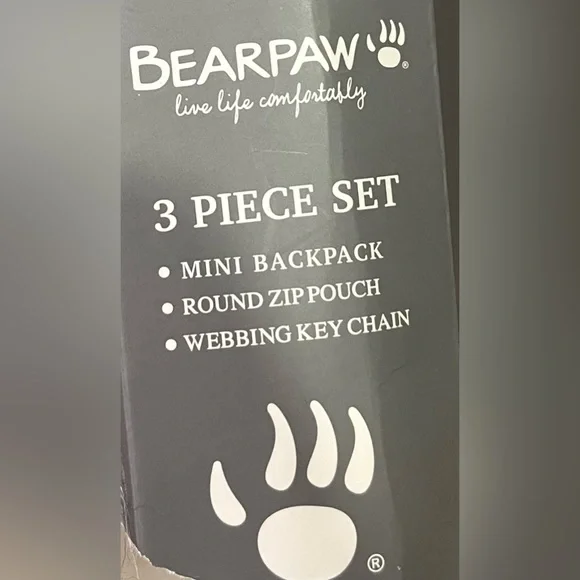 BEARPAW ®
live life comfortably
3 PIECE SET
• MINI BACKPACK
• ROUND ZIP POUCH
• WEBBING KEY CHAIN
®